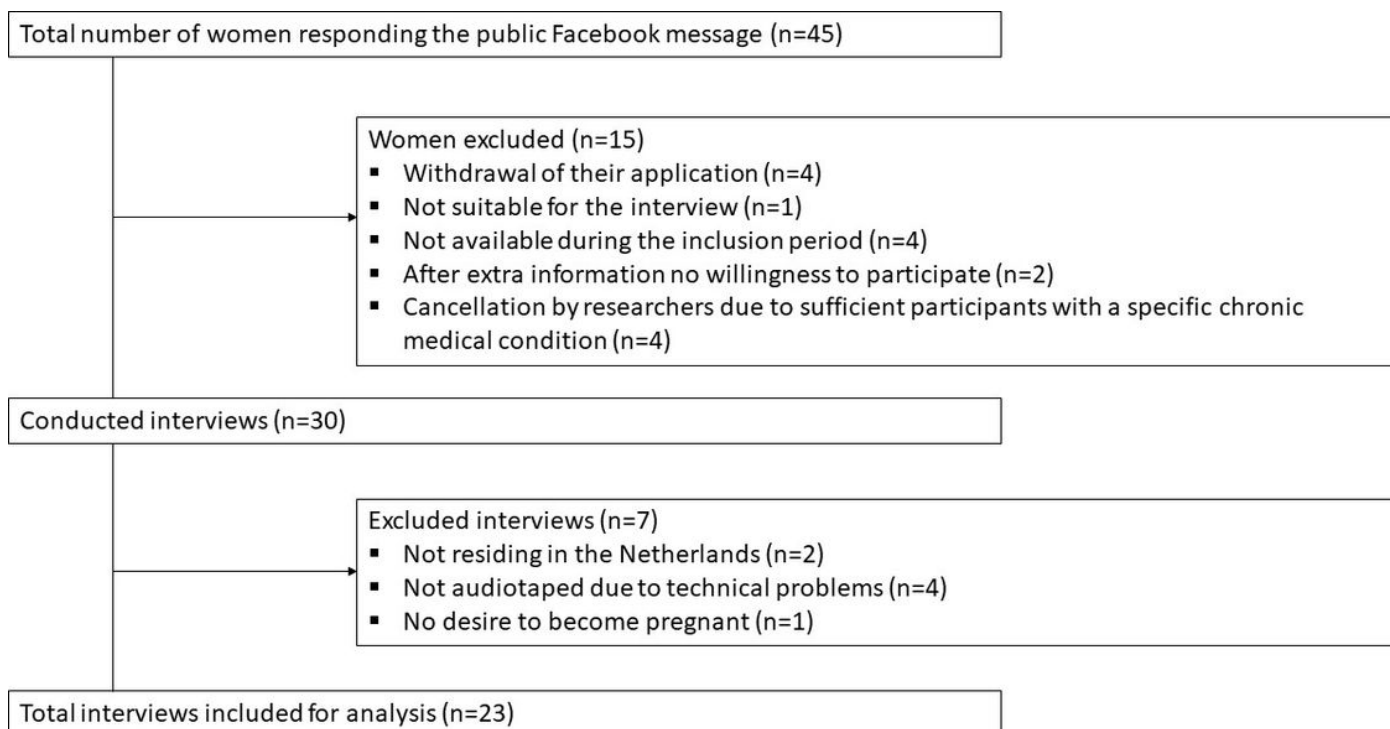 Total number of women responding the public Facebook message (n=45)
Women excluded (n=15)
▪ Withdrawal of their application (n=4)
▪ Not suitable for the interview (n=1)
▪ Not available during the inclusion period (n=4)
▪ After extra information no willingness to participate (n=2)
▪ Cancellation by researchers due to sufficient participants with a specific chronic
medical condition (n=4)
Conducted interviews (n=30)
Excluded interviews (n=7)
▪ Not residing in the Netherlands (n=2)
▪ Not audiotaped due to technical problems (n=4)
▪ No desire to become pregnant (n=1)
Total interviews included for analysis (n=23)